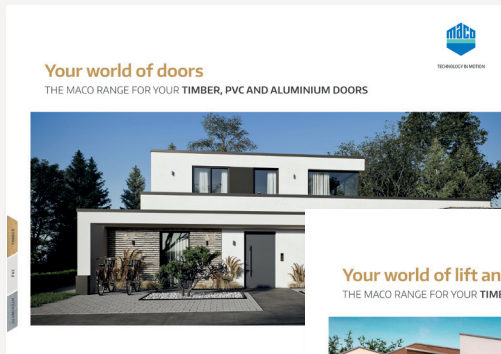 maco
TECHNOLOGY IN MOTION
Your world of doors
THE MACO RANGE FOR YOUR TIMBER, PVC AND ALUMINIUM DOORS
TIMBER
PVC
ALUMINIUM
Your world of lift an
THE MACO RANGE FOR YOUR TIMB